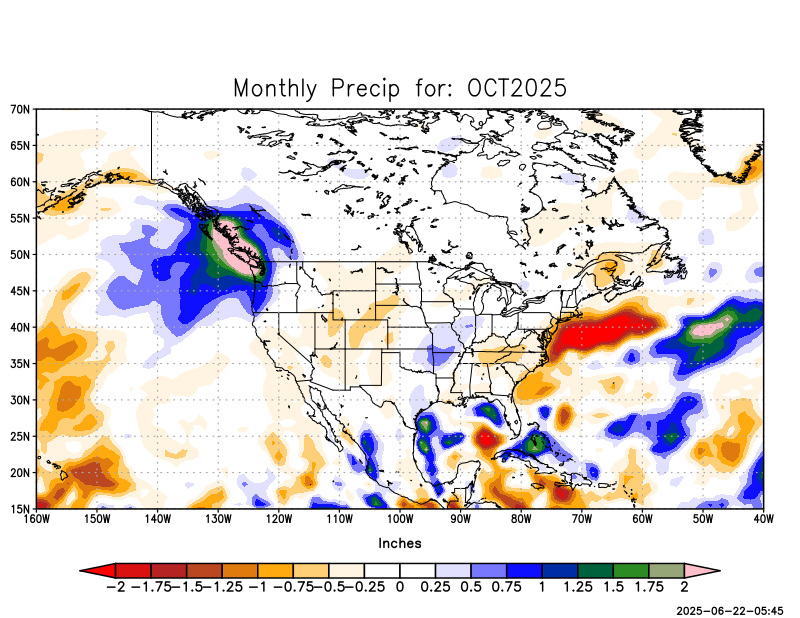 Monthly Precip for: OCT2025
70N
65N
60N
55N
50N
45N
40N
35N
30N
25N
20N
15N
160W 150W 140W 130W 120W 110W 100W 90W 80W 70W 60W 50W 40W
Inches
−2 −1.75−1.5−1.25 −1 −0.75−0.5−0.25 0 0.25 0.5 0.75 1 1.25 1.5 1.75 2
2025−06−22−05:45